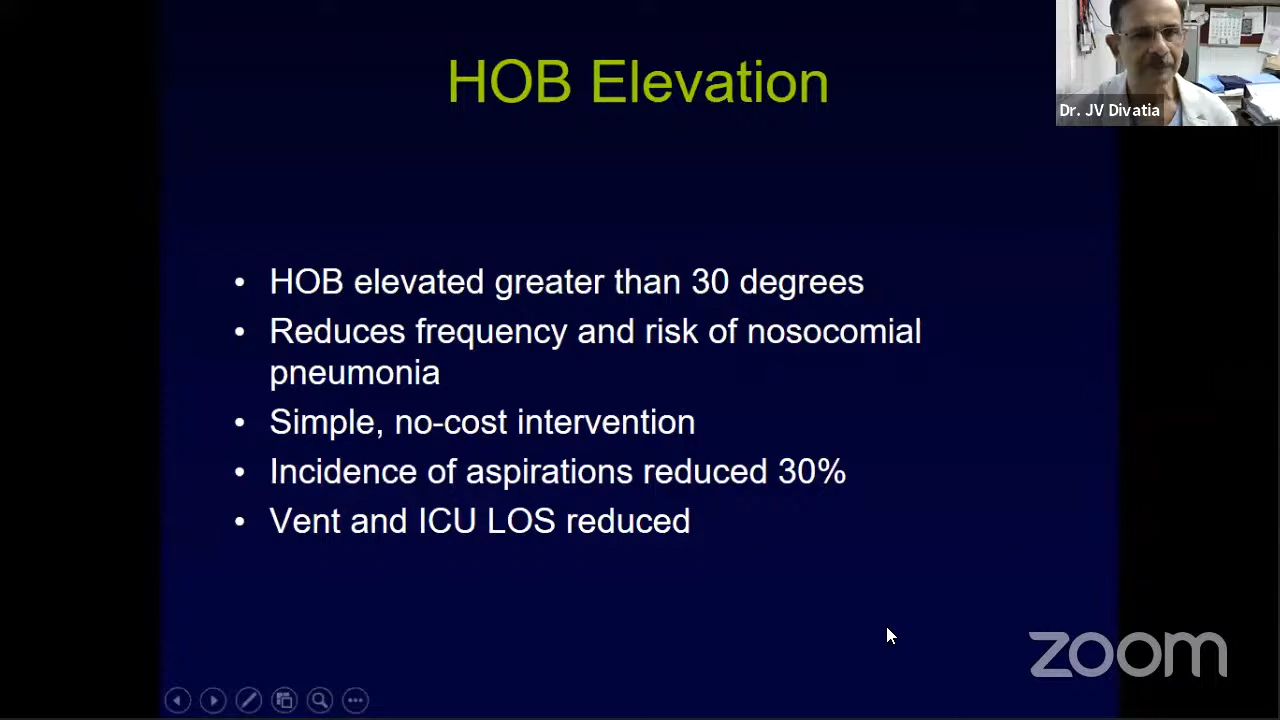 HOB Elevation
Dr. JV Divatia
• HOB elevated greater than 30 degrees
• Reduces frequency and risk of nosocomial
pneumonia
• Simple, no-cost intervention
• Incidence of aspirations reduced 30%
• Vent and ICU LOS reduced
zoom